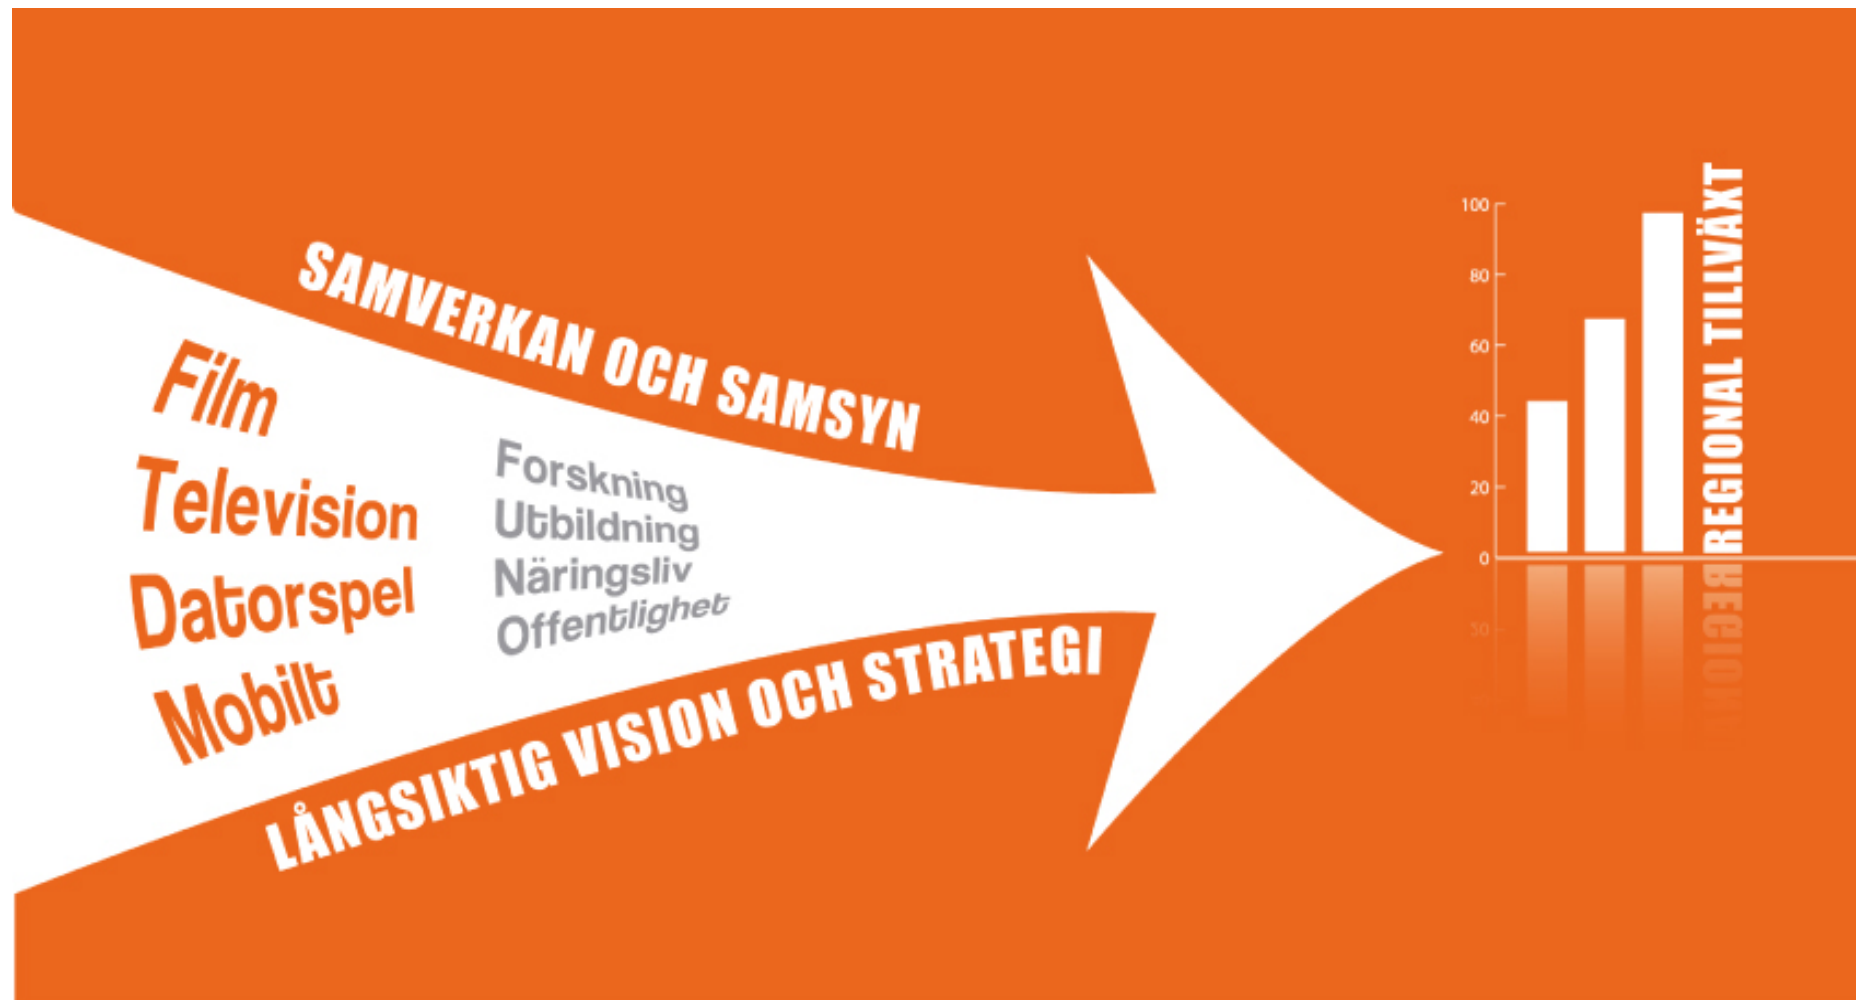 SAMVERKAN OCH SAMSYN
Film
Television
Datorspel
Mobilt
Forskning
Utbildning
Näringsliv
Offentlighet
LÅNGSIKTIG VISION OCH STRATEGI
100
80
60
40
20
0
REGIONAL TILLVÄXT